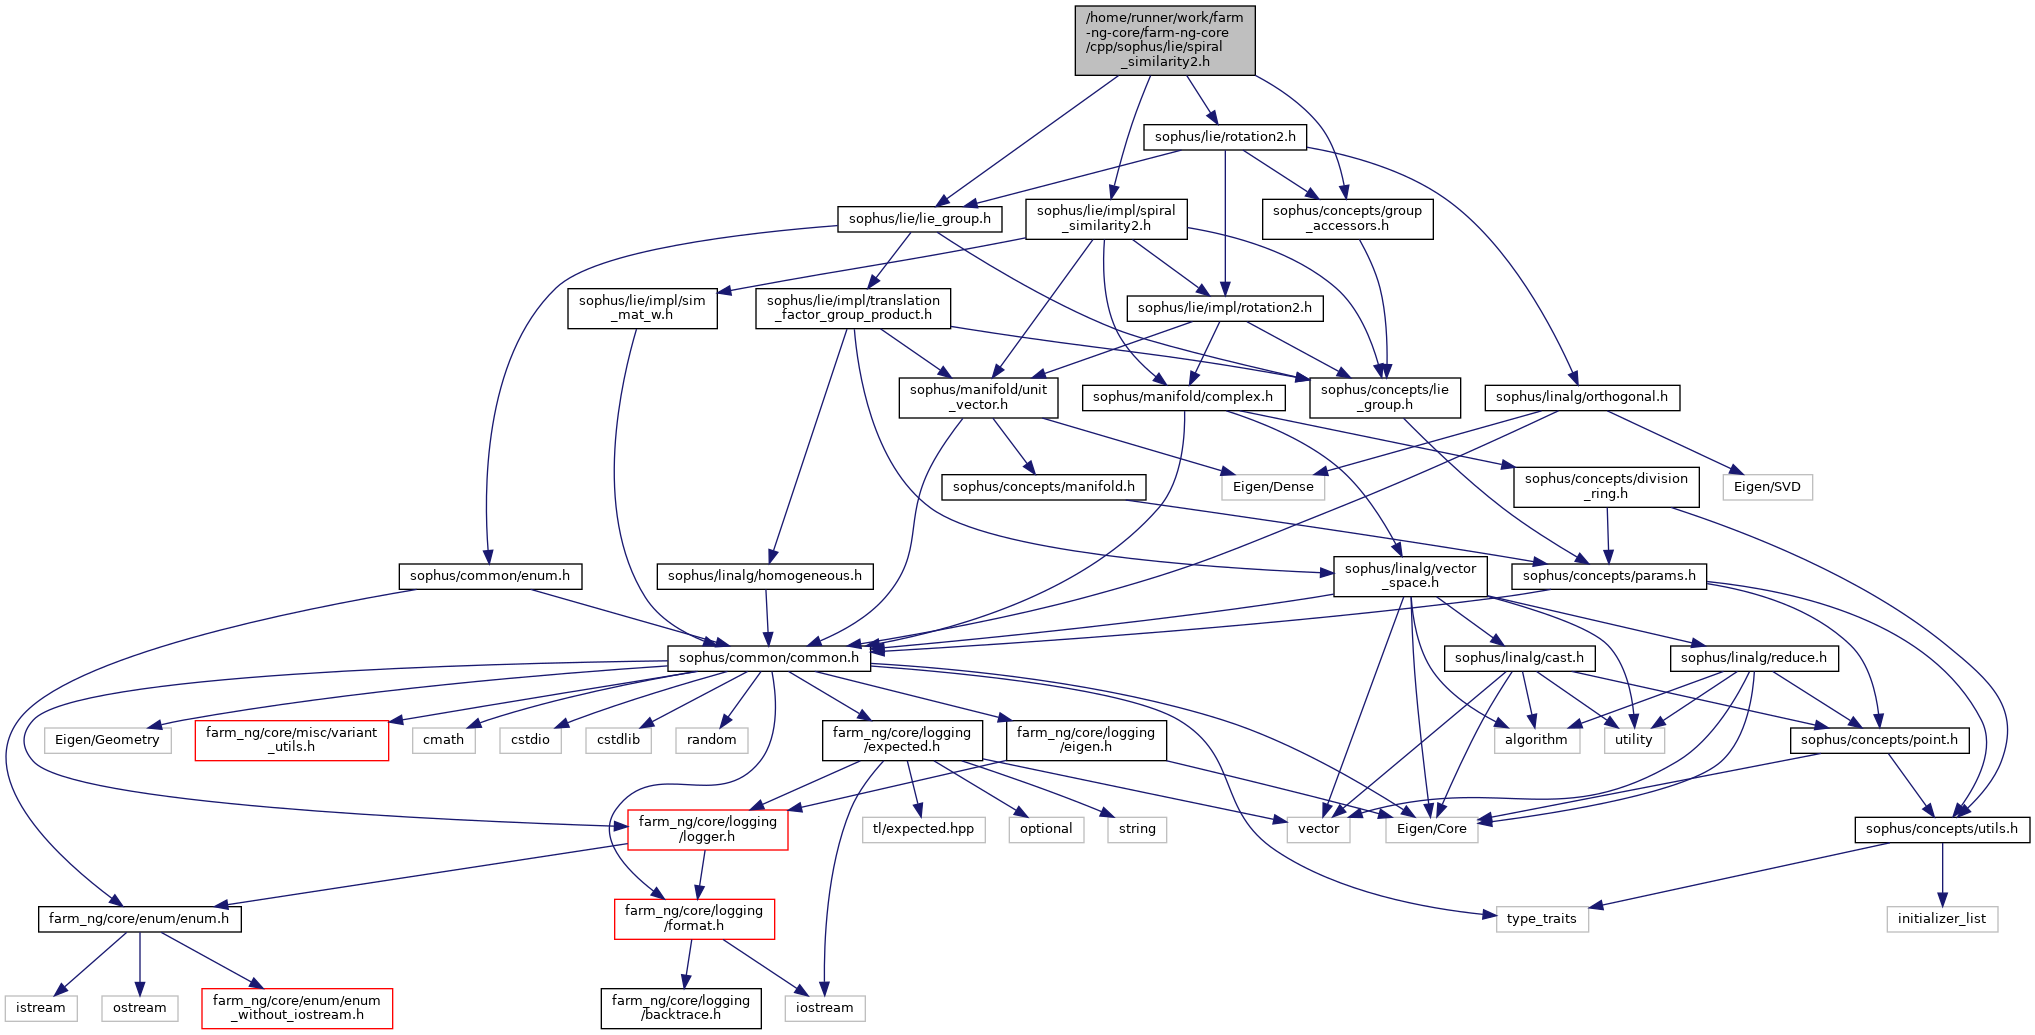 /home/runner/work/farm
-ng-core/farm-ng-core
/cpp/sophus/lie/spiral
_similarity2.h
sophus/lie/rotation2.h
sophus/lie/lie_group.h
sophus/lie/impl/spiral
_similarity2.h
sophus/concepts/group
_accessors.h
sophus/lie/impl/sim
_mat_w.h
sophus/lie/impl/translation
_factor_group_product.h
sophus/lie/impl/rotation2.h
sophus/manifold/unit
_vector.h
sophus/manifold/complex.h
sophus/concepts/lie
_group.h
sophus/linalg/orthogonal.h
sophus/concepts/manifold.h
Eigen/Dense
sophus/concepts/division
_ring.h
Eigen/SVD
sophus/common/enum.h
sophus/linalg/homogeneous.h
sophus/linalg/vector
_space.h
sophus/concepts/params.h
sophus/common/common.h
sophus/linalg/cast.h
sophus/linalg/reduce.h
Eigen/Geometry
farm_ng/core/misc/variant
_utils.h
cmath
cstdio
cstdlib
random
farm_ng/core/logging
/expected.h
farm_ng/core/logging
/eigen.h
algorithm
utility
sophus/concepts/point.h
farm_ng/core/logging
/logger.h
tl/expected.hpp
optional
string
vector
Eigen/Core
sophus/concepts/utils.h
farm_ng/core/enum/enum.h
farm_ng/core/logging
/format.h
type_traits
initializer_list
istream
ostream
farm_ng/core/enum/enum
_without_iostream.h
farm_ng/core/logging
/backtrace.h
iostream